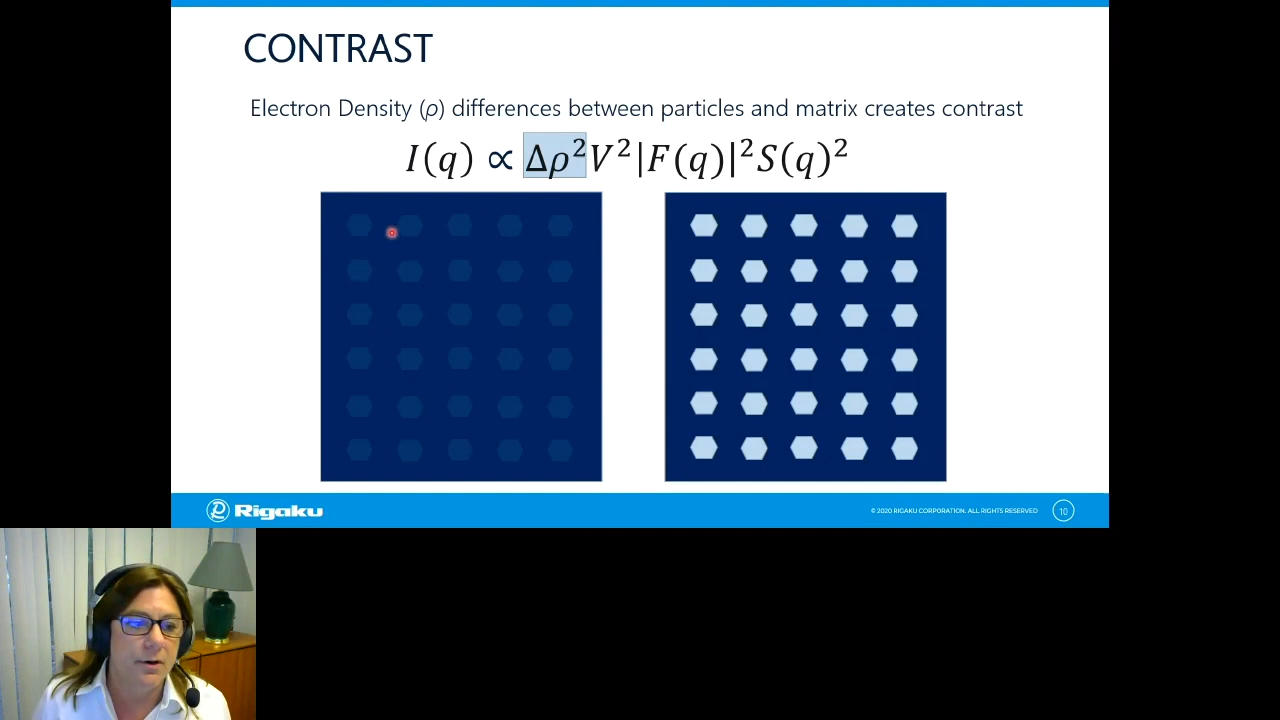 CONTRAST
Electron Density (ρ) differences between particles and matrix creates contrast
I(q) ∝ Δρ²V²|F(q)|²S(q)²
Rigaku
© 2020 RIGAKU CORPORATION. ALL RIGHTS RESERVED
10